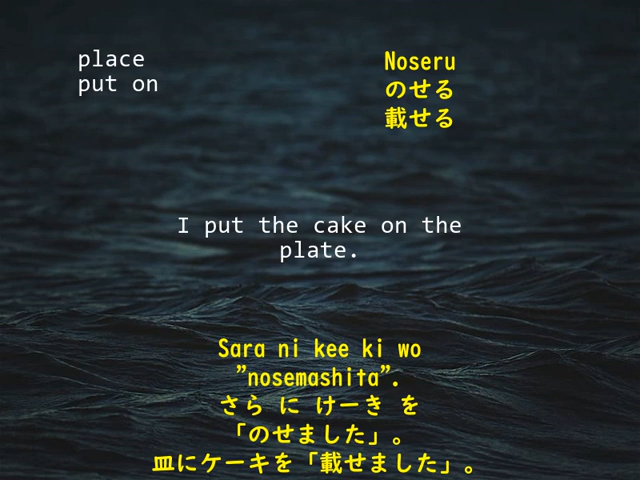 place
put on
Noseru
のせる
載せる
I put the cake on the
plate.
Sara ni kee ki wo
”nosemashita”.
さら に けーき を
「のせました」。
皿にケーキを「載せました」。